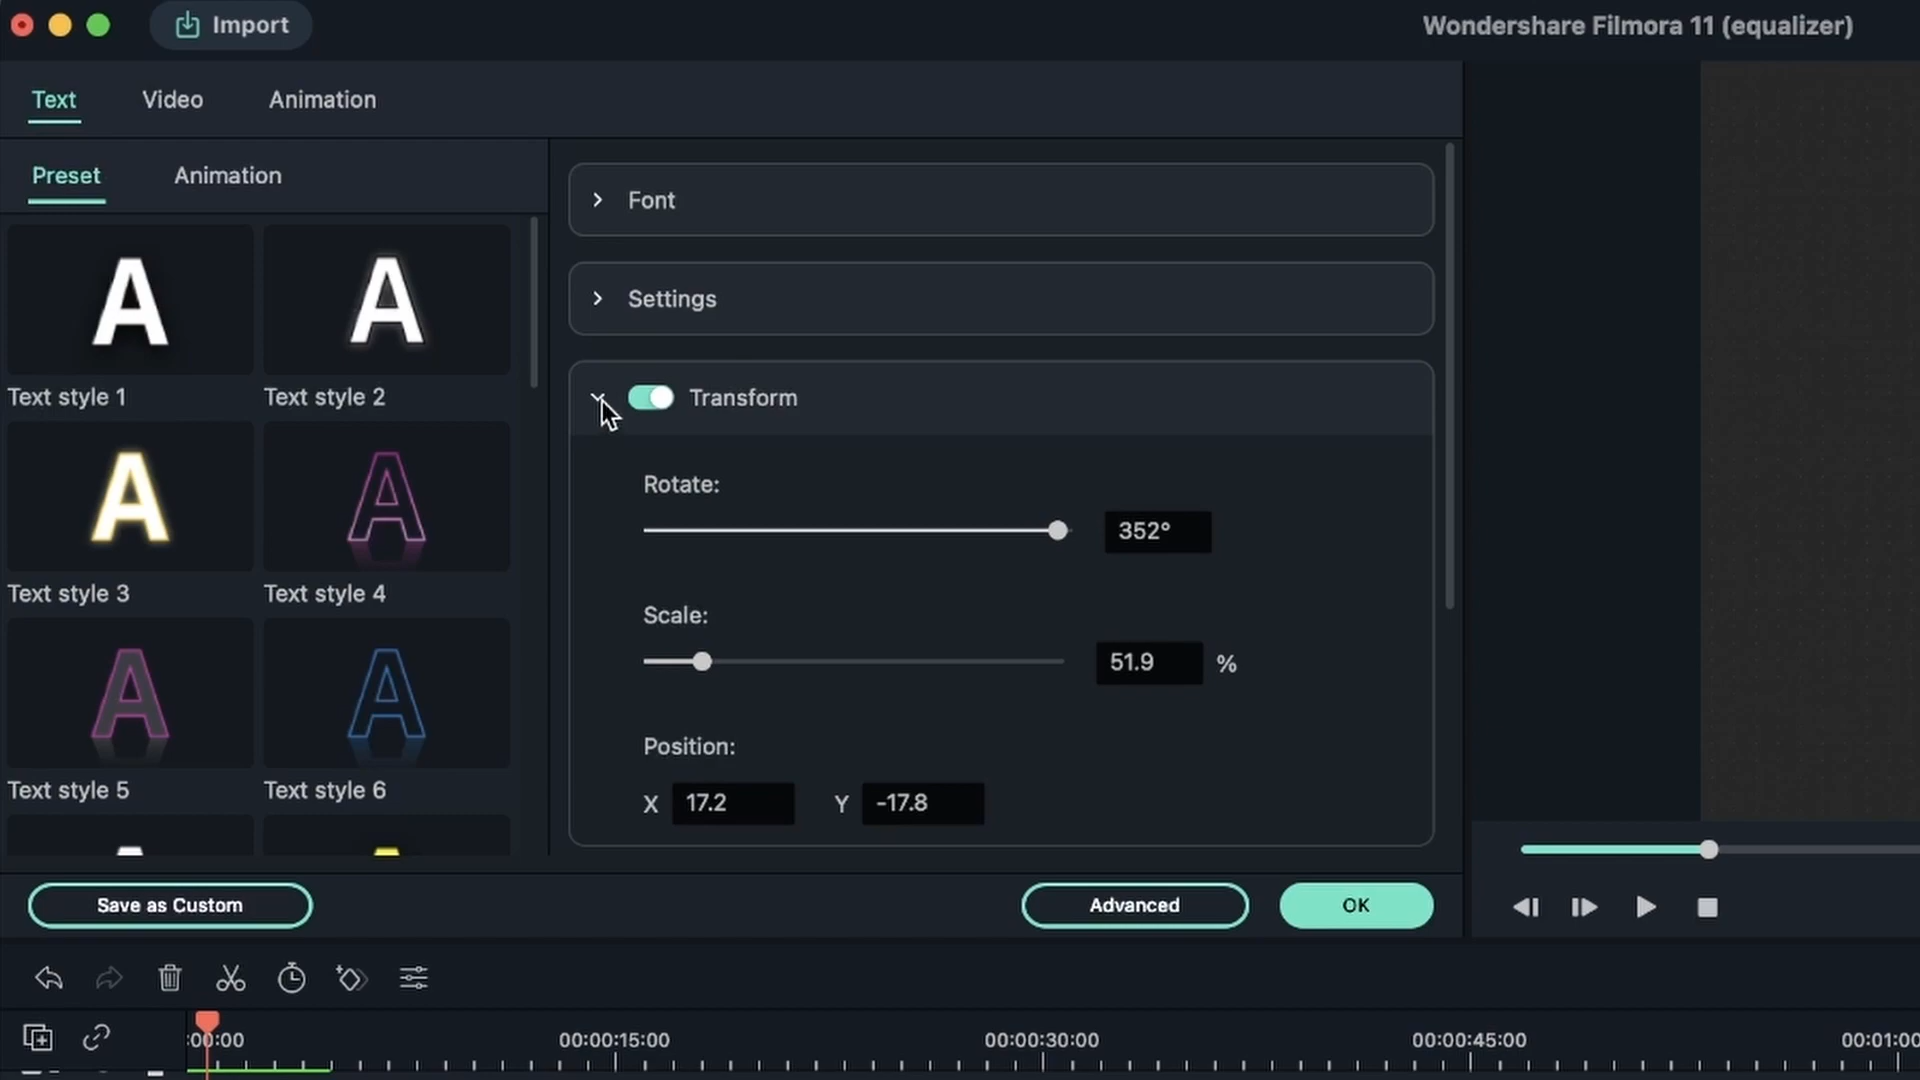 Import
Wondershare Filmora 11 (equalizer)
Text Video Animation
Preset Animation
Font
Settings
Transform
A A
Text style 1 Text style 2
A A
Text style 3 Text style 4
A A
Text style 5 Text style 6
Rotate:
352°
Scale:
51.9 %
Position:
X 17.2 Y -17.8
Save as Custom Advanced OK
:00:00 00:00:15:00 00:00:30:00 00:00:45:00 00:01:00